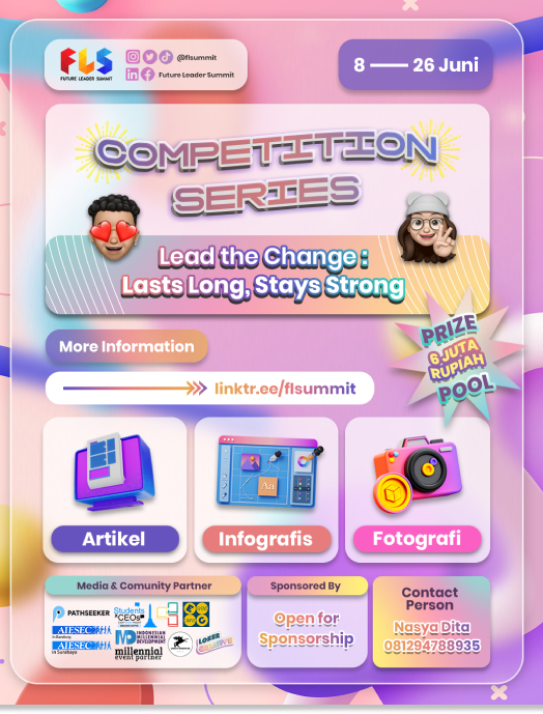 FLS
FUTURE LEADER SUMMIT
@flsummit
Future Leader Summit
8 — 26 Juni
COMPETITION
SERIES
Lead the Change :
Lasts Long, Stays Strong
More Information
linktr.ee/flsummit
PRIZE
6 JUTA
RUPIAH
POOL
Aa
Artikel
Infografis
Fotografi
Media & Comunity Partner
PATHSEEKER
Students
x CEOs
AIESEC
in Bandung
AIESEC
in Surabaya
INDONESIAN
MILLENNIAL
DEVELOPMENT
millennial
event partner
Sponsored By
Open for
Sponsorship
Contact
Person
Nasya Dita
081294788935